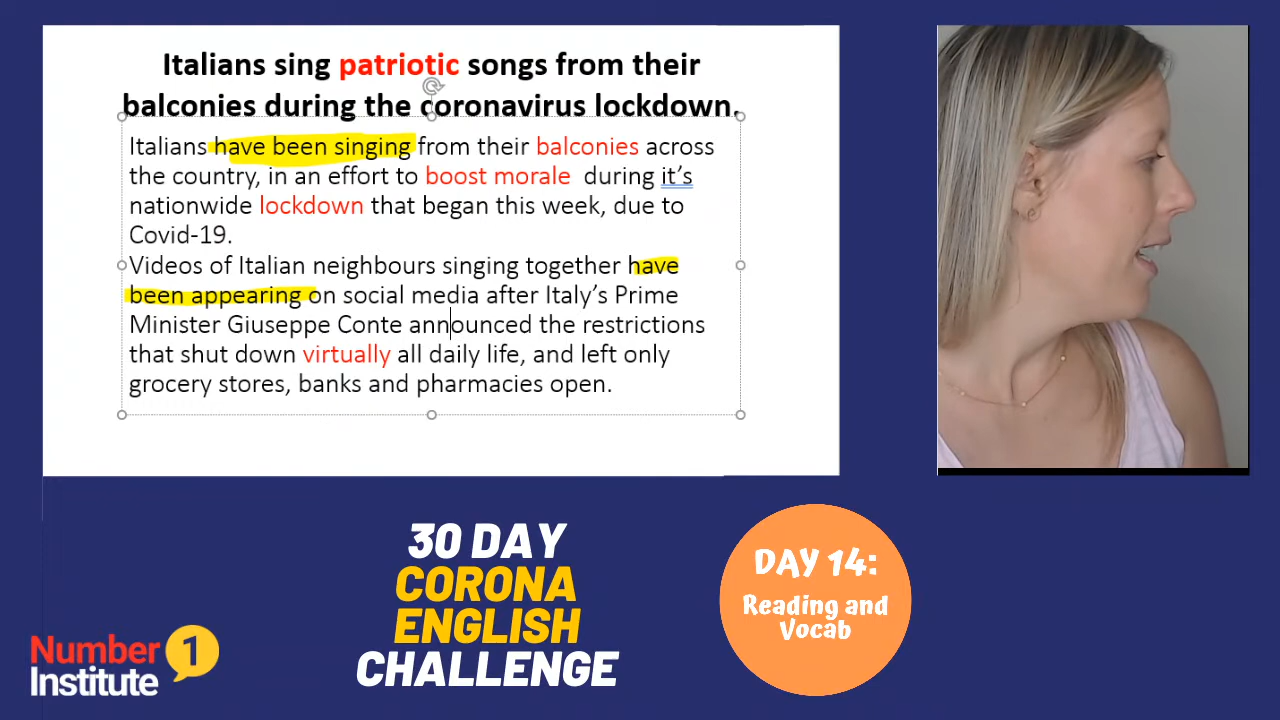 Italians sing patriotic songs from their
balconies during the coronavirus lockdown.
Italians have been singing from their balconies across
the country, in an effort to boost morale during it's
nationwide lockdown that began this week, due to
Covid-19.
Videos of Italian neighbours singing together have
been appearing on social media after Italy's Prime
Minister Giuseppe Conte announced the restrictions
that shut down virtually all daily life, and left only
grocery stores, banks and pharmacies open.
30 DAY
CORONA
ENGLISH
CHALLENGE
DAY 14:
Reading and
Vocab
Number 1
Institute